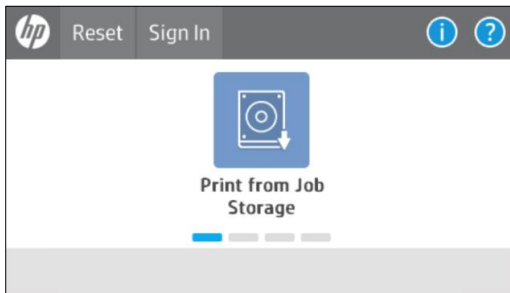 hp
Reset
Sign In
i
?
Print from Job
Storage